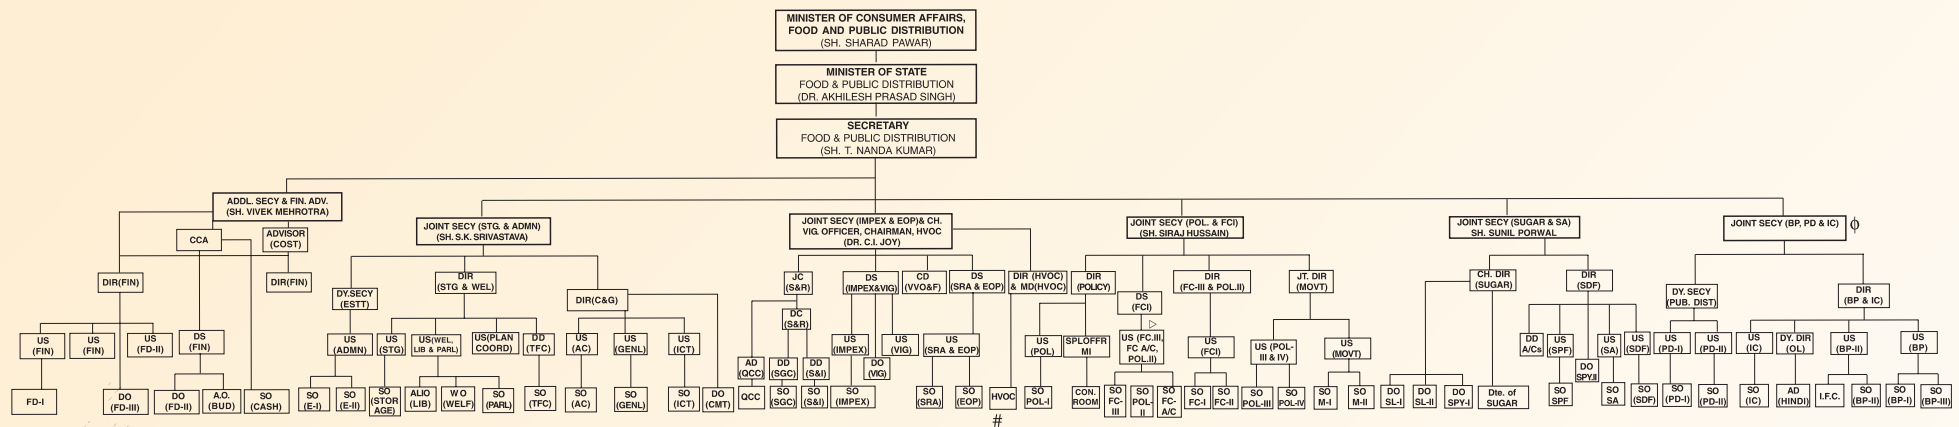 MINISTER OF CONSUMER AFFAIRS,
FOOD AND PUBLIC DISTRIBUTION
(SH. SHARAD PAWAR)
MINISTER OF STATE
FOOD & PUBLIC DISTRIBUTION
(DR. AKHILESH PRASAD SINGH)
SECRETARY
FOOD & PUBLIC DISTRIBUTION
(SH. T. NANDA KUMAR)
ADDL. SECY & FIN. ADV.
(SH. VIVEK MEHROTRA)
JOINT SECY (STG. & ADMN)
(SH. S.K. SRIVASTAVA)
JOINT SECY (IMPEX & EOP)& CH.
VIG. OFFICER, CHAIRMAN, HVOC
(DR. C.I. JOY)
JOINT SECY (POL. & FCI)
(SH. SIRAJ HUSSAIN)
JOINT SECY (SUGAR & SA)
SH. SUNIL PORWAL
JOINT SECY (BP, PD & IC)
ϕ
CCA
ADVISOR
(COST)
DIR(FIN)
DIR(FIN)
DY.SECY
(ESTT)
DIR
(STG & WEL)
DIR(C&G)
JC
(S&R)
DS
(IMPEX&VIG)
CD
(VVO&F)
DS
(SRA & EOP)
DIR (HVOC)
& MD(HVOC)
DIR
(POLICY)
DS
(FCI)
DIR
(FC-III & POL.II)
JT. DIR
(MOVT)
CH. DIR
(SUGAR)
DIR
(SDF)
DY. SECY
(PUB. DIST)
DIR
(BP & IC)
DC
(S&R)
US
(FIN)
US
(FIN)
US
(FD-II)
DS
(FIN)
US
(ADMN)
US
(STG)
US(WEL,
LIB & PARL)
US(PLAN
COORD)
DD
(TFC)
US
(AC)
US
(GENL)
US
(ICT)
US
(IMPEX)
US
(VIG)
US
(SRA & EOP)
US
(POL)
SPLOFFR
MI
US (FC.III,
FC A/C,
POL.II)
US
(FCI)
US (POL-
III & IV)
US
(MOVT)
DD
A/Cs
US
(SPF)
US
(SA)
US
(SDF)
US
(PD-I)
US
(PD-II)
US
(IC)
DY. DIR
(OL)
US
(BP-II)
US
(BP)
AD
(QCC)
DD
(SGC)
DD
(S&I)
DO
(VIG)
DO
SPY.II
FD-I
DO
(FD-III)
DO
(FD-II)
A.O.
(BUD)
SO
(CASH)
SO
(E-I)
SO
(E-II)
SO
(STOR
AGE)
ALIO
(LIB)
W O
(WELF)
SO
(PARL)
SO
(TFC)
SO
(AC)
SO
(GENL)
SO
(ICT)
DO
(CMT)
QCC
SO
(SGC)
SO
(S&I)
SO
(IMPEX)
SO
(SRA)
SO
(EOP)
HVOC
#
SO
POL-I
CON.
ROOM
SO
FC-
III
SO
POL-
II
SO
FC-
A/C
SO
FC-I
SO
FC-II
SO
POL-III
SO
POL-IV
SO
M-I
SO
M-II
DO
SL-I
DO
SL-II
DO
SPY-I
Dte. of
SUGAR
SO
SPF
SO
SA
SO
(SDF)
SO
(PD-I)
SO
(PD-II)
SO
(IC)
AD
(HINDI)
I.F.C.
SO
(BP-II)
SO
(BP-I)
SO
(BP-III)